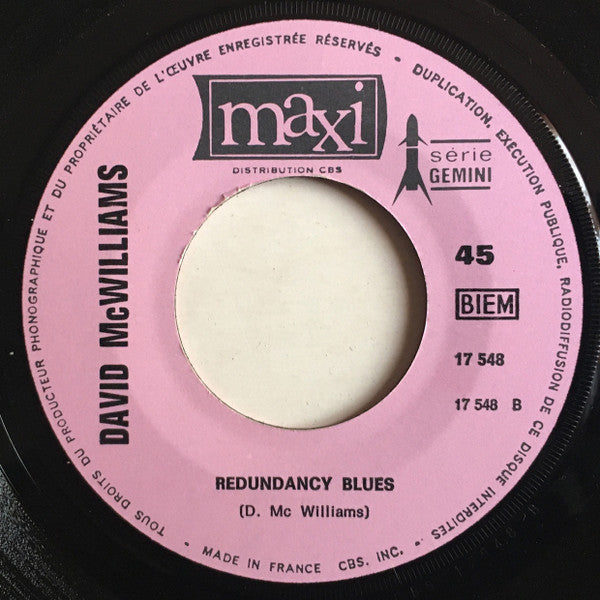 TOUS DROITS DU PRODUCTEUR PHONOGRAPHIQUE ET DU PROPRIÉTAIRE DE L'ŒUVRE ENREGISTRÉE RÉSERVÉS • DUPLICATION, EXÉCUTION PUBLIQUE, RADIODIFFUSION DE CE DISQUE INTERDITES •
maxi
DISTRIBUTION CBS
série
GEMINI
DAVID McWILLIAMS
45
BIEM
17 548
17 548 B
REDUNDANCY BLUES
(D. Mc Williams)
• MADE IN FRANCE CBS. INC. •